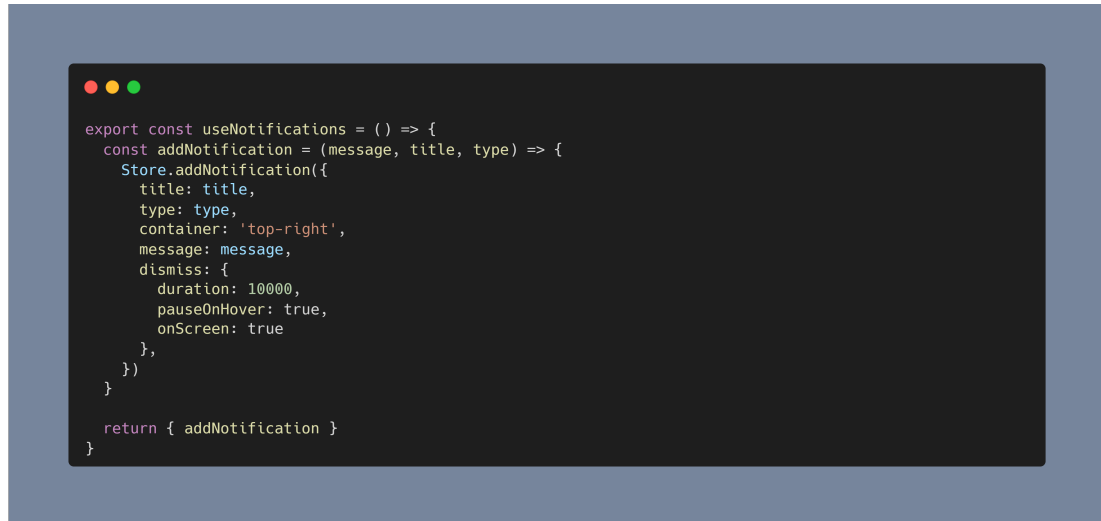 export const useNotifications = () => {
  const addNotification = (message, title, type) => {
    Store.addNotification({
      title: title,
      type: type,
      container: 'top-right',
      message: message,
      dismiss: {
        duration: 10000,
        pauseOnHover: true,
        onScreen: true
      },
    })
  }

  return { addNotification }
}